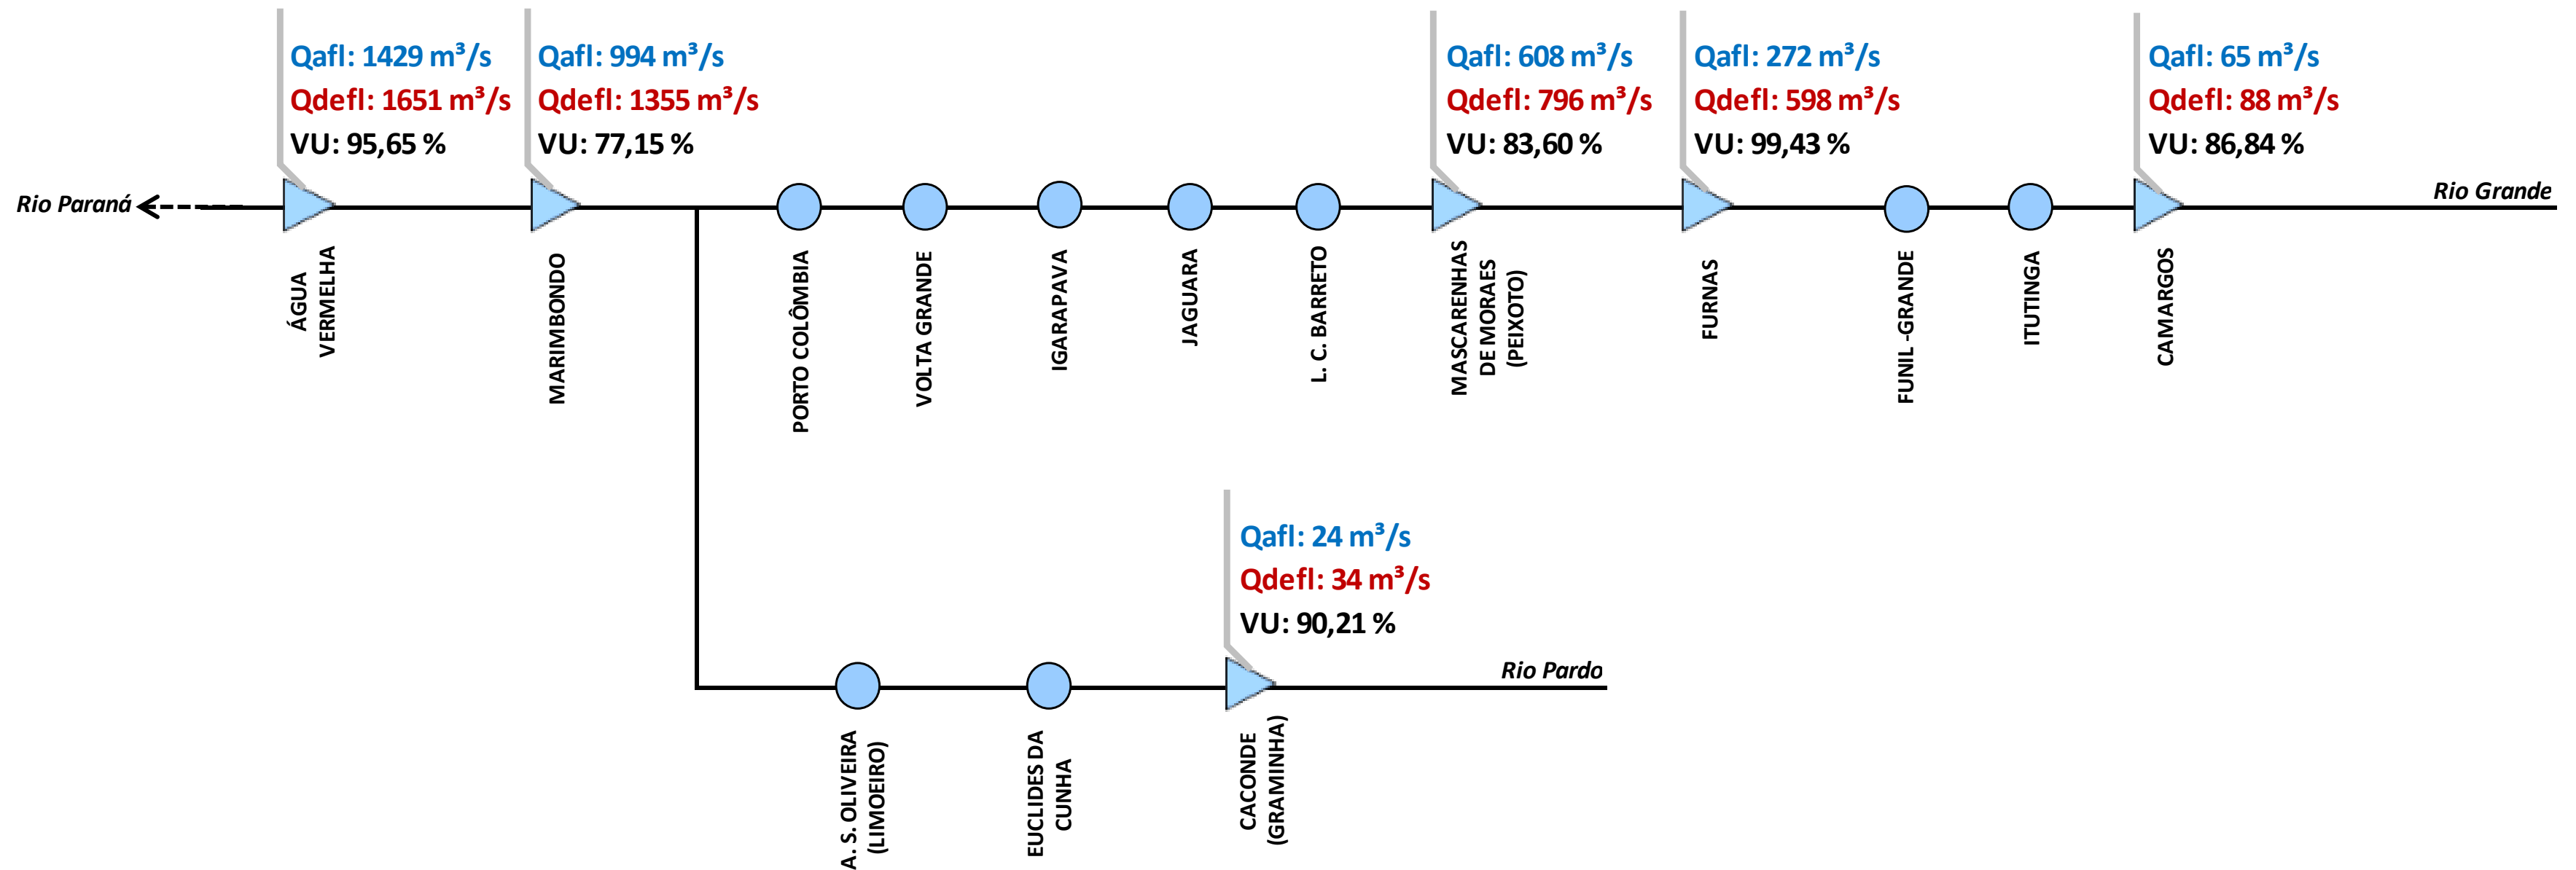 Qafl: 1429 m³/s
Qdefl: 1651 m³/s
VU: 95,65 %
Qafl: 994 m³/s
Qdefl: 1355 m³/s
VU: 77,15 %
Qafl: 608 m³/s
Qdefl: 796 m³/s
VU: 83,60 %
Qafl: 272 m³/s
Qdefl: 598 m³/s
VU: 99,43 %
Qafl: 65 m³/s
Qdefl: 88 m³/s
VU: 86,84 %
Rio Paraná
Rio Grande
ÁGUA
VERMELHA
MARIMBONDO
PORTO COLÔMBIA
VOLTA GRANDE
IGARAPAVA
JAGUARA
L. C. BARRETO
MASCARENHAS
DE MORAES
(PEIXOTO)
FURNAS
FUNIL -GRANDE
ITUTINGA
CAMARGOS
Qafl: 24 m³/s
Qdefl: 34 m³/s
VU: 90,21 %
Rio Pardo
A. S. OLIVEIRA
(LIMOEIRO)
EUCLIDES DA
CUNHA
CACONDE
(GRAMINHA)